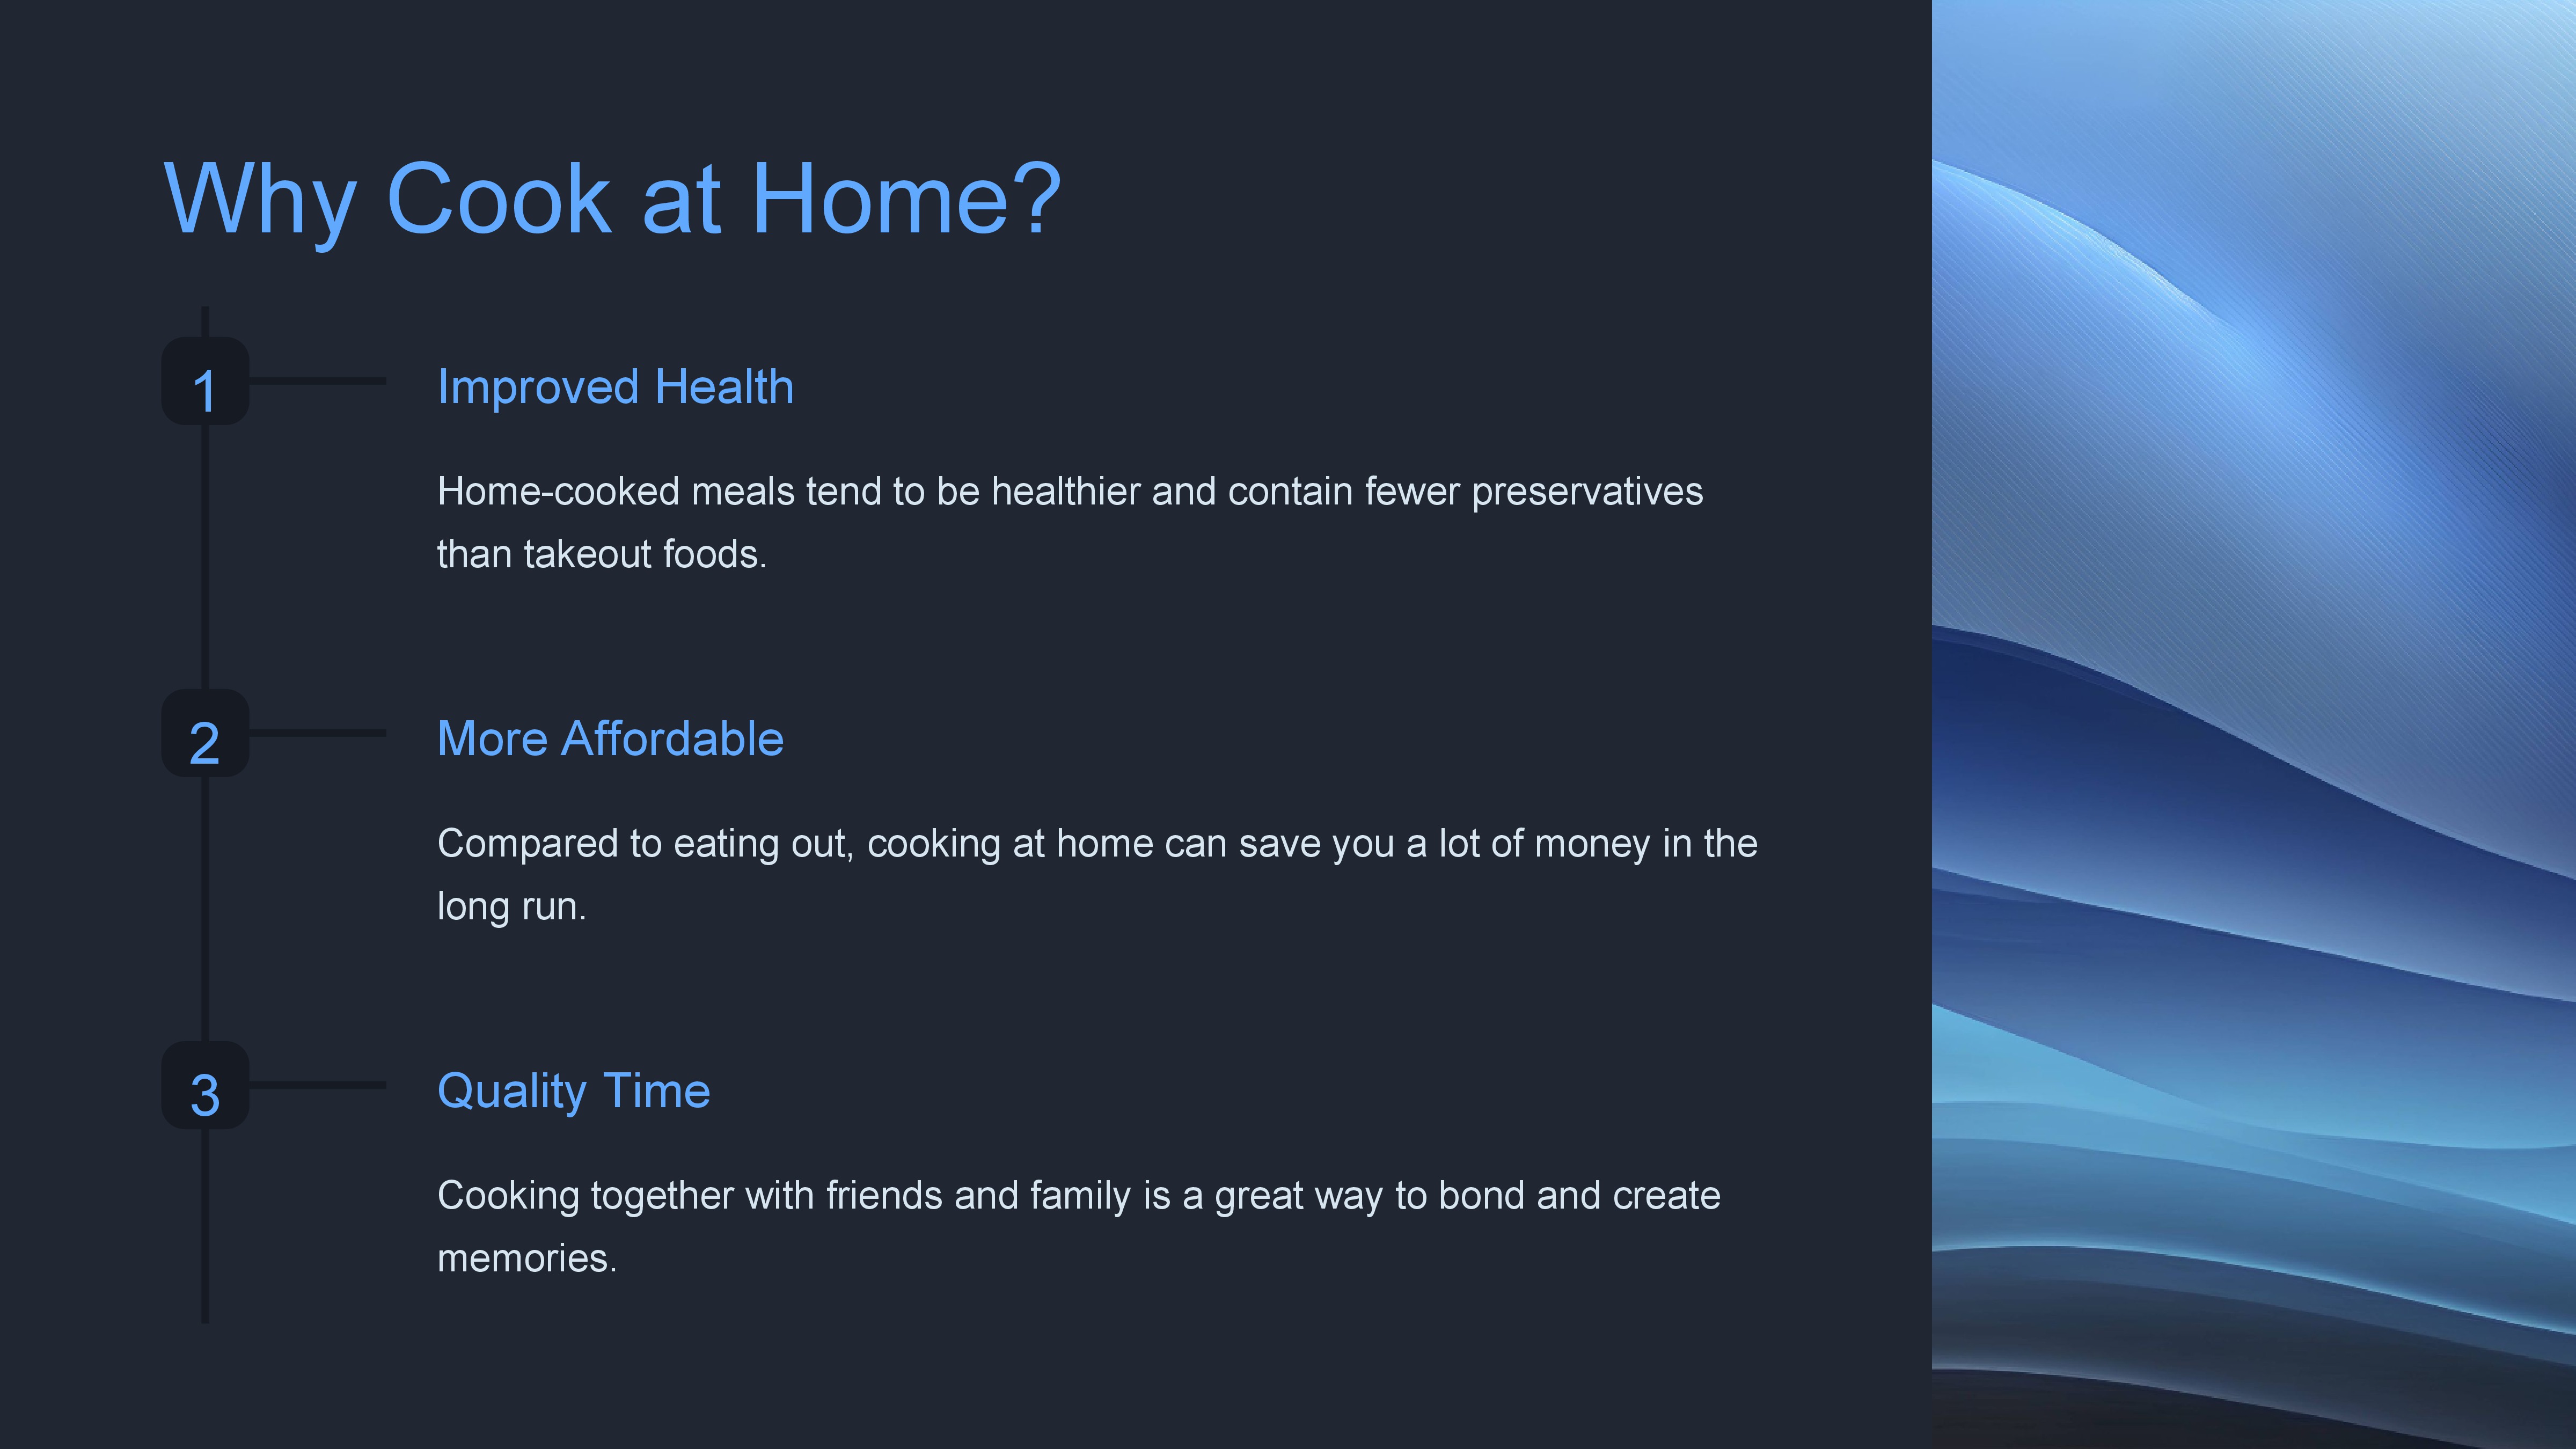 Why Cook at Home?
1
Improved Health
Home-cooked meals tend to be healthier and contain fewer preservatives
than takeout foods.
2
More Affordable
Compared to eating out, cooking at home can save you a lot of money in the
long run.
3
Quality Time
Cooking together with friends and family is a great way to bond and create
memories.